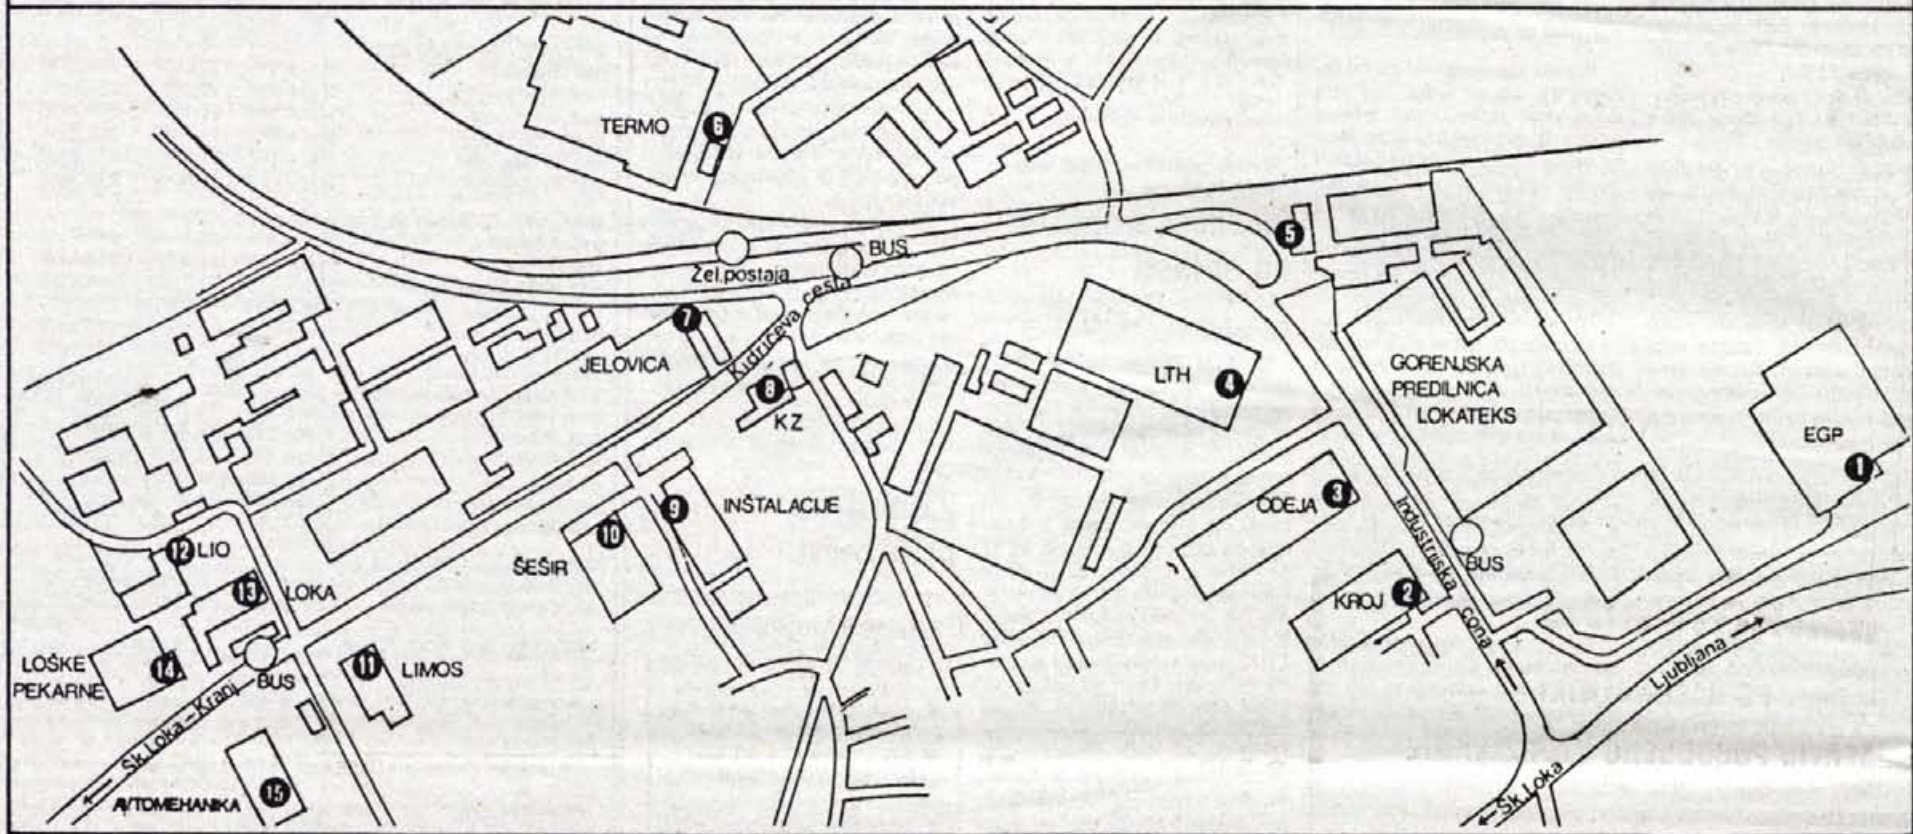 TERMO
6
BUS
Žel. postaja
Kidričeva cesta
5
7
JELOVICA
8
KZ
LTH
4
GORENJSKA
PREDILNICA
LOKATEKS
EGP
1
ODEJA
3
9
INŠTALACIJE
10
ŠEŠIR
Industrijska cona
BUS
KROJ
2
12
LIO
13
LOKA
LOŠKE
PEKARNE
14
BUS
11
LIMOS
Šk. Loka - Kranj
AVTOMEHANIKA
15
Ljubljana
Šk. Loka